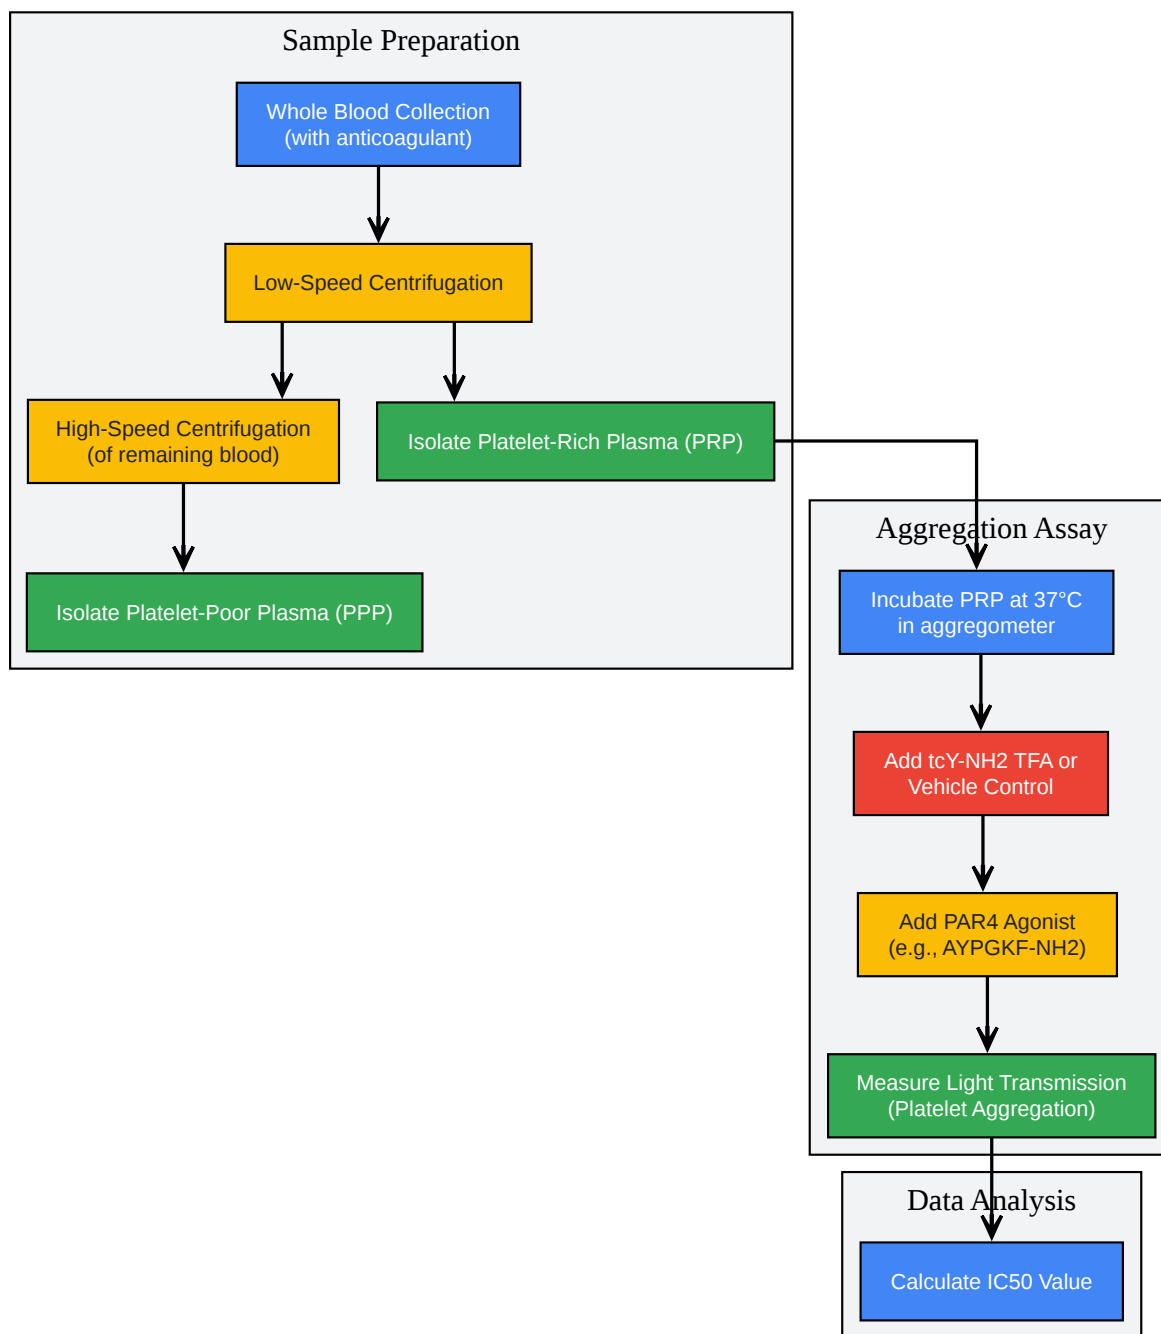 Sample Preparation
Whole Blood Collection
(with anticoagulant)
Low-Speed Centrifugation
High-Speed Centrifugation
(of remaining blood)
Isolate Platelet-Rich Plasma (PRP)
Isolate Platelet-Poor Plasma (PPP)
Aggregation Assay
Incubate PRP at 37°C
in aggregometer
Add tcY-NH2 TFA or
Vehicle Control
Add PAR4 Agonist
(e.g., AYPGKF-NH2)
Measure Light Transmission
(Platelet Aggregation)
Data Analysis
Calculate IC50 Value